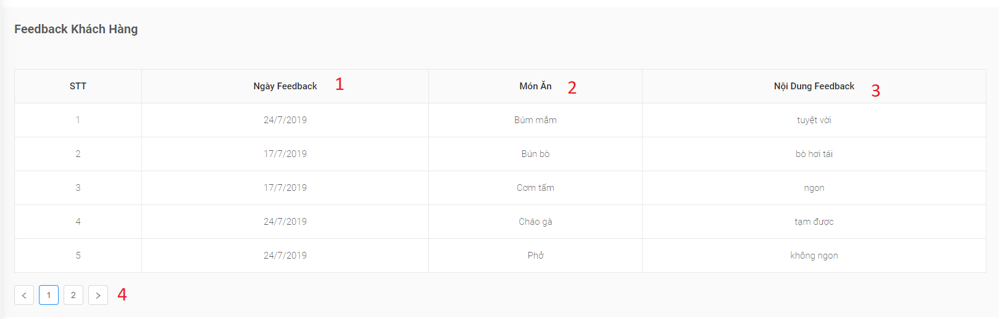 Feedback Khách Hàng
STT Ngày Feedback 1 Món Ăn 2 Nội Dung Feedback 3
1 24/7/2019 Búm mắm tuyệt vời
2 17/7/2019 Bún bò bò hơi tái
3 17/7/2019 Cơm tấm ngon
4 24/7/2019 Cháo gà tạm được
5 24/7/2019 Phở không ngon
< 1 2 > 4